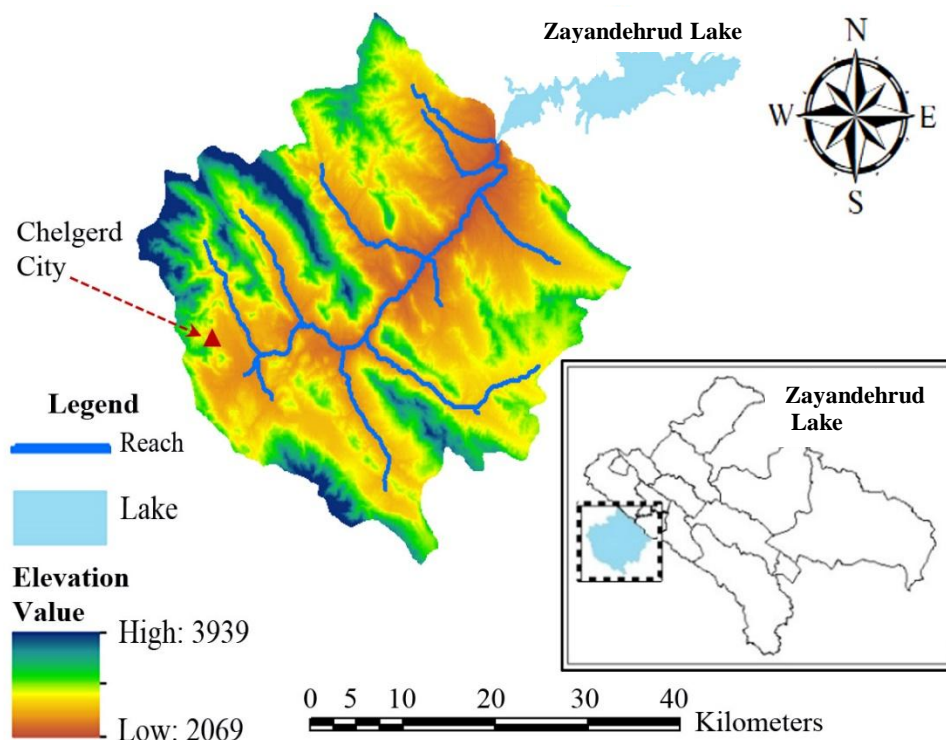 Zayandehrud Lake
N
W
E
S
Chelgerd
City
Legend
Reach
Lake
Elevation
Value
High: 3939
Low: 2069
Zayandehrud
Lake
0 5 10 20 30 40
Kilometers